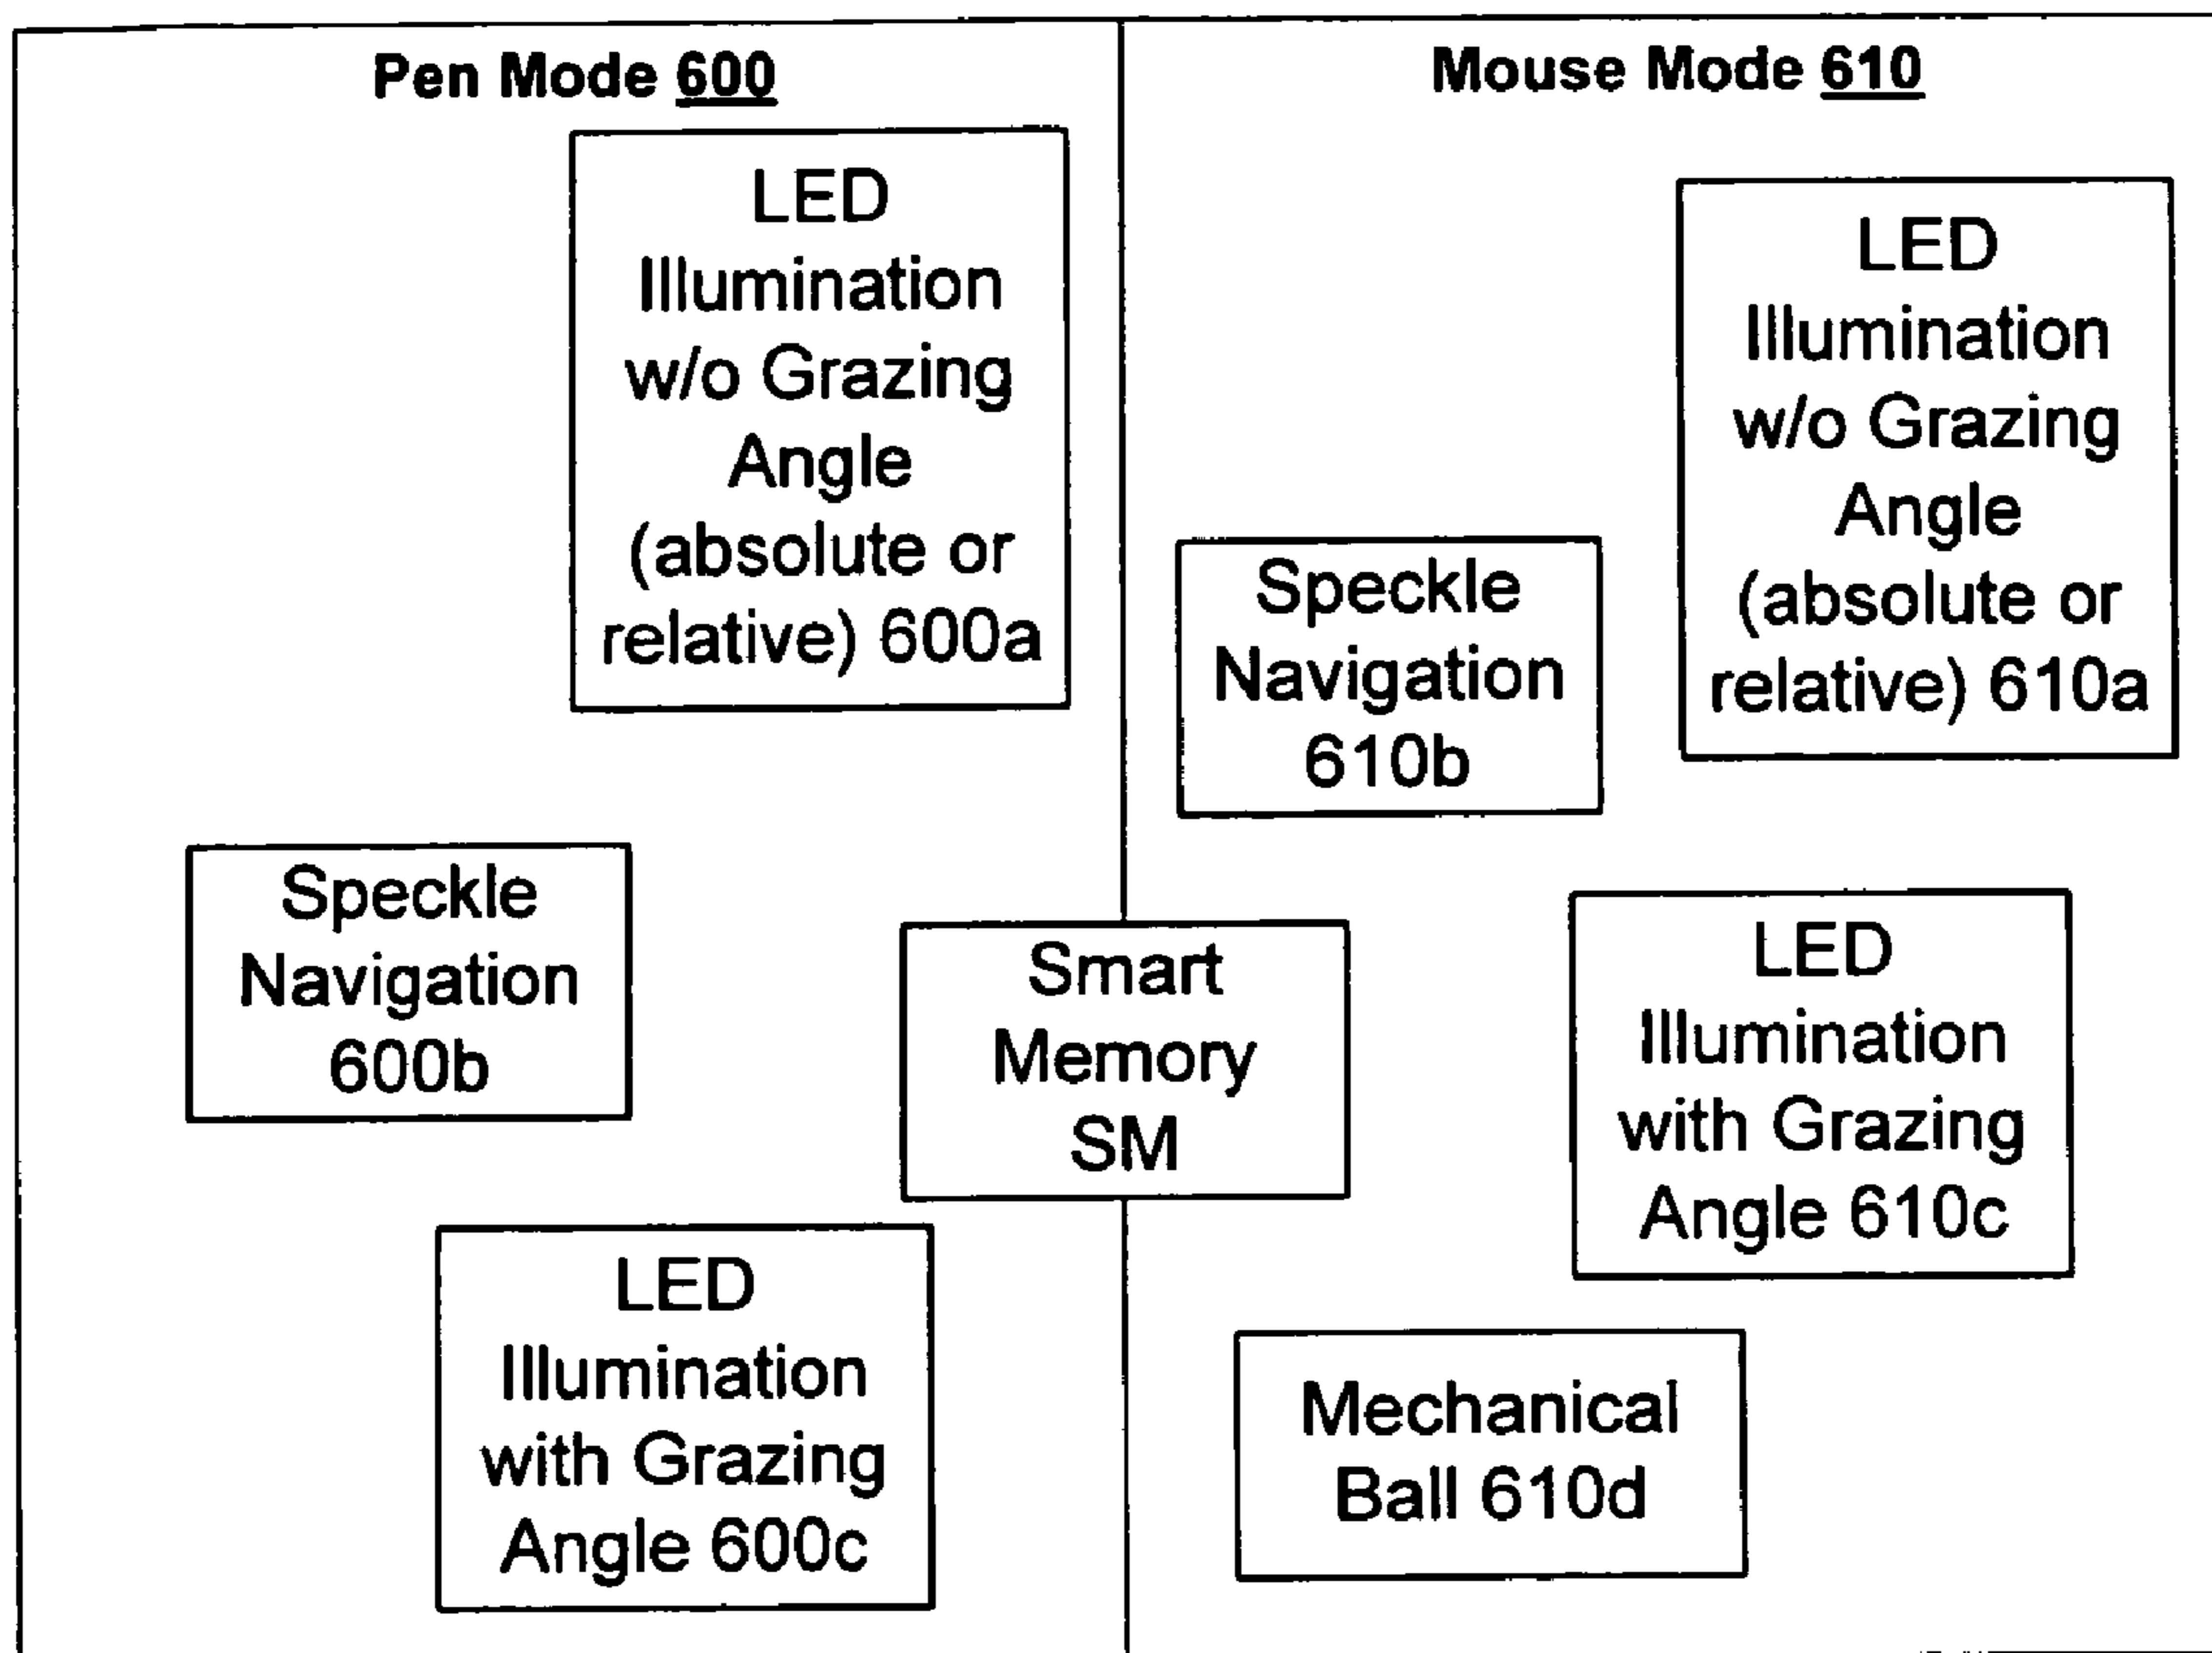 Pen Mode 600
LED
Illumination
w/o Grazing
Angle
(absolute or
relative) 600a
Speckle
Navigation
600b
LED
Illumination
with Grazing
Angle 600c
Smart
Memory
SM
Mouse Mode 610
LED
Illumination
w/o Grazing
Angle
(absolute or
relative) 610a
Speckle
Navigation
610b
LED
Illumination
with Grazing
Angle 610c
Mechanical
Ball 610d